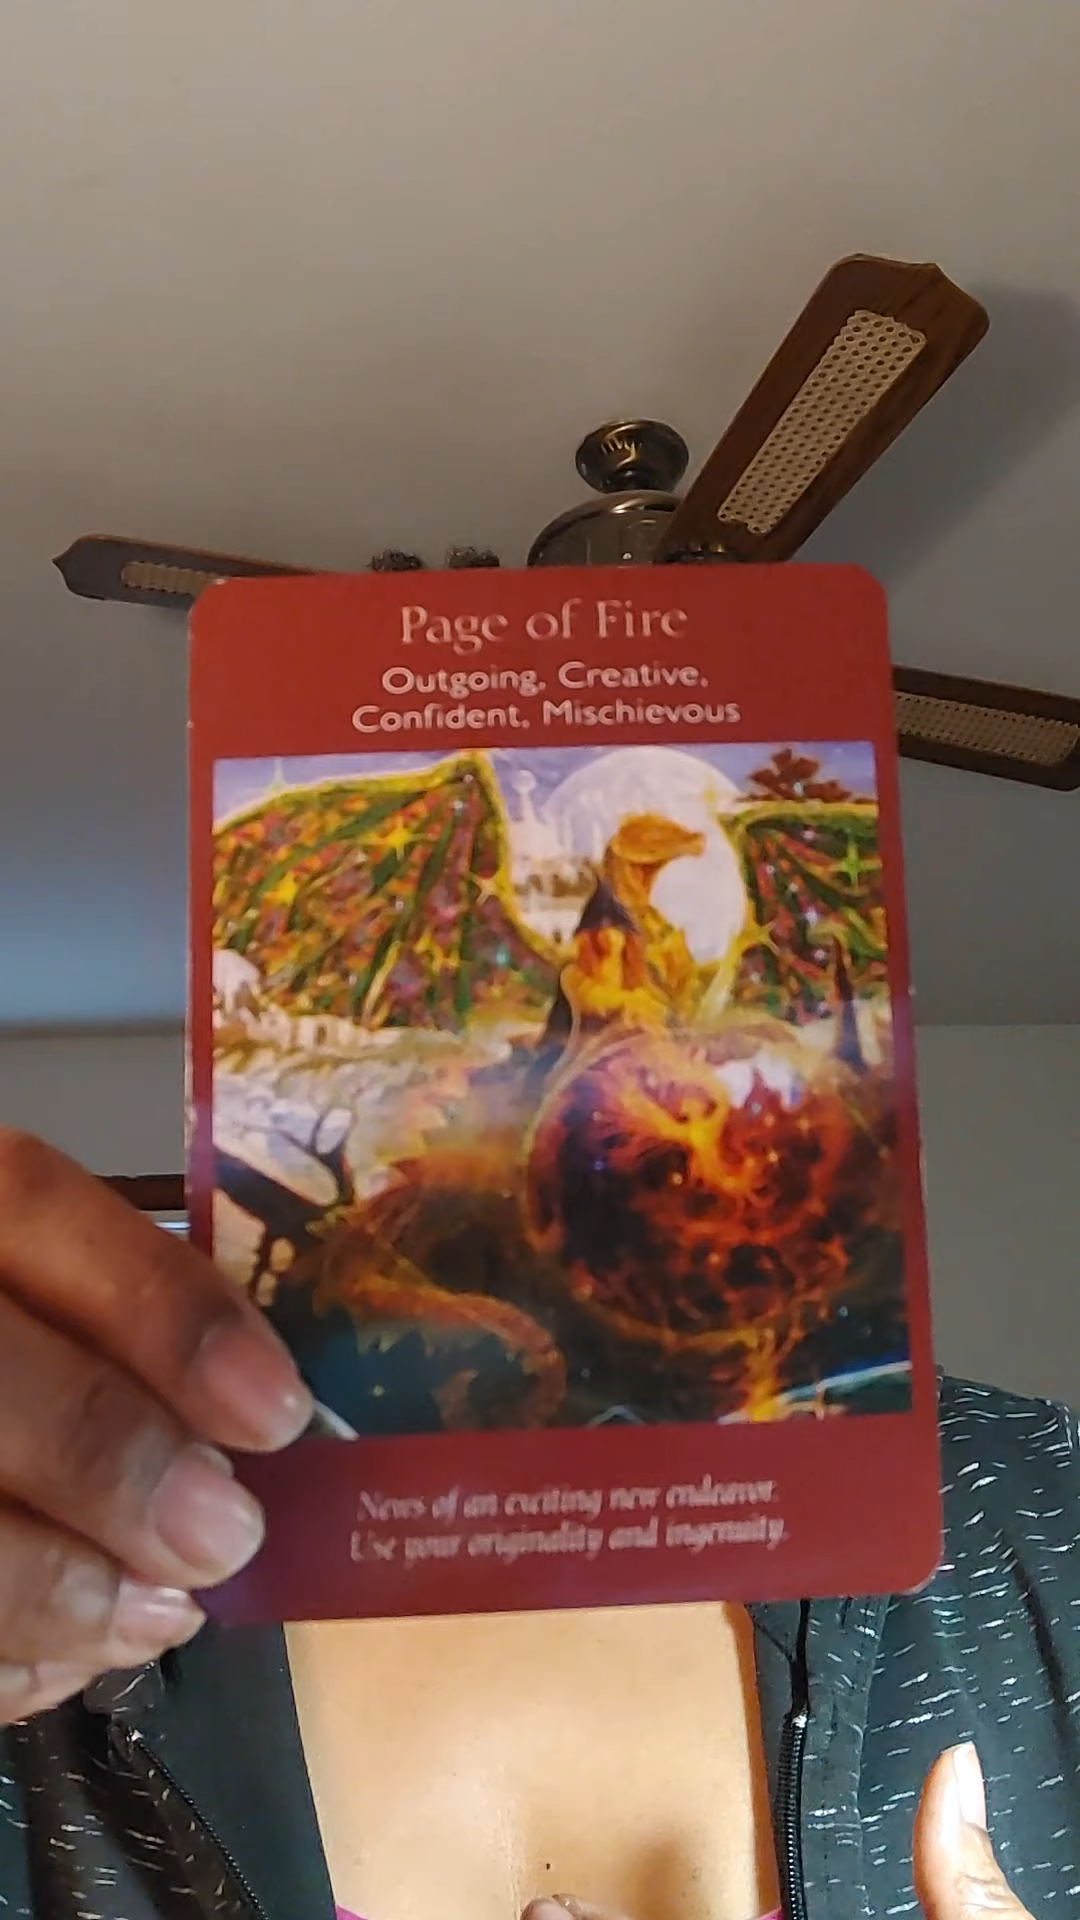 Page of Fire
Outgoing, Creative,
Confident, Mischievous
News of an exciting new endeavor.
Use your originality and ingenuity.